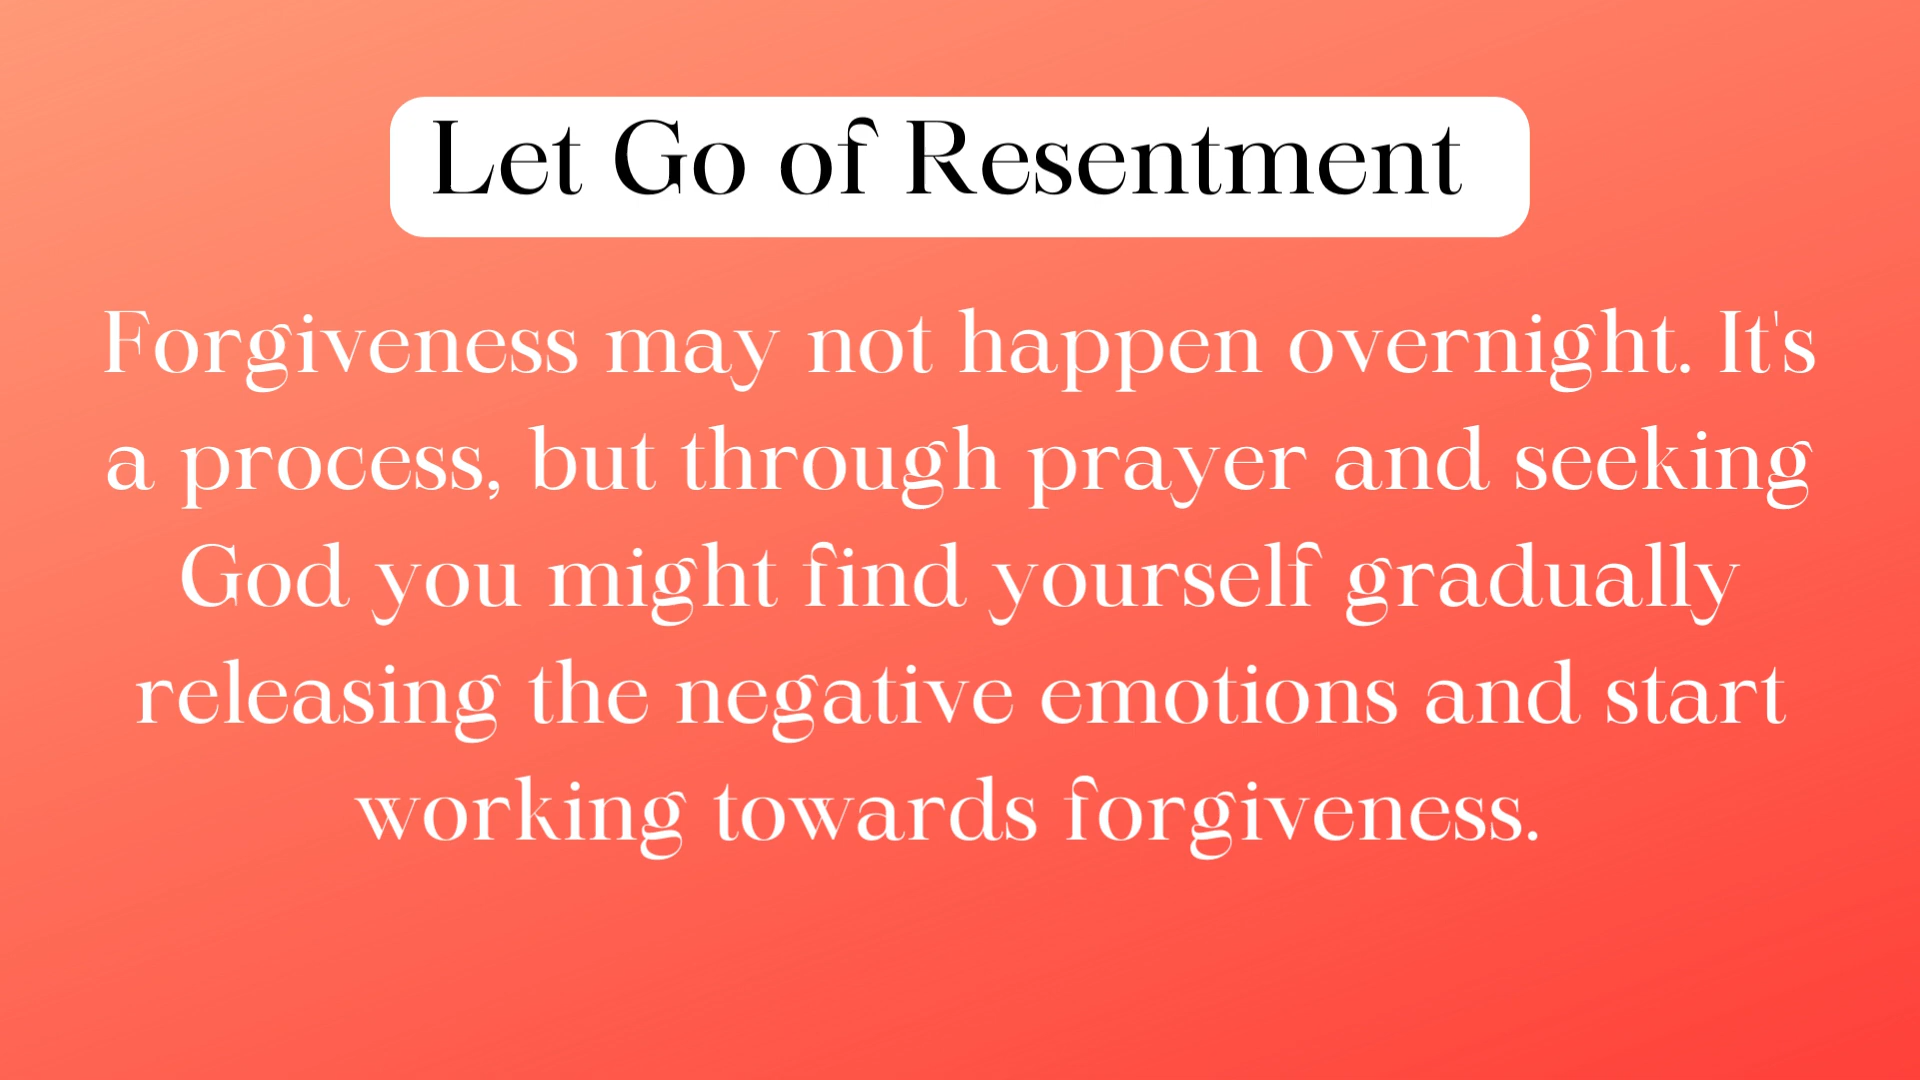 Let Go of Resentment
Forgiveness may not happen overnight. It's
a process, but through prayer and seeking
God you might find yourself gradually
releasing the negative emotions and start
working towards forgiveness.